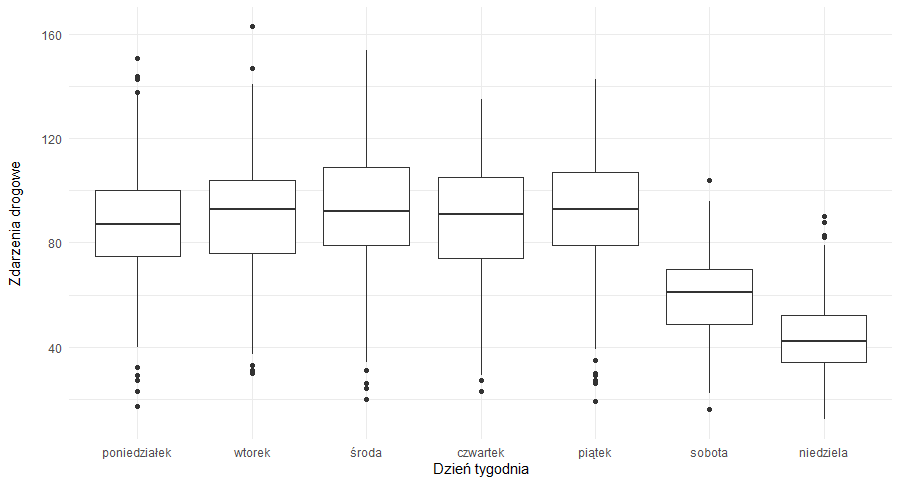 160
120
80
40
Zdarzenia drogowe
poniedziałek wtorek środa czwartek piątek sobota niedziela
Dzień tygodnia